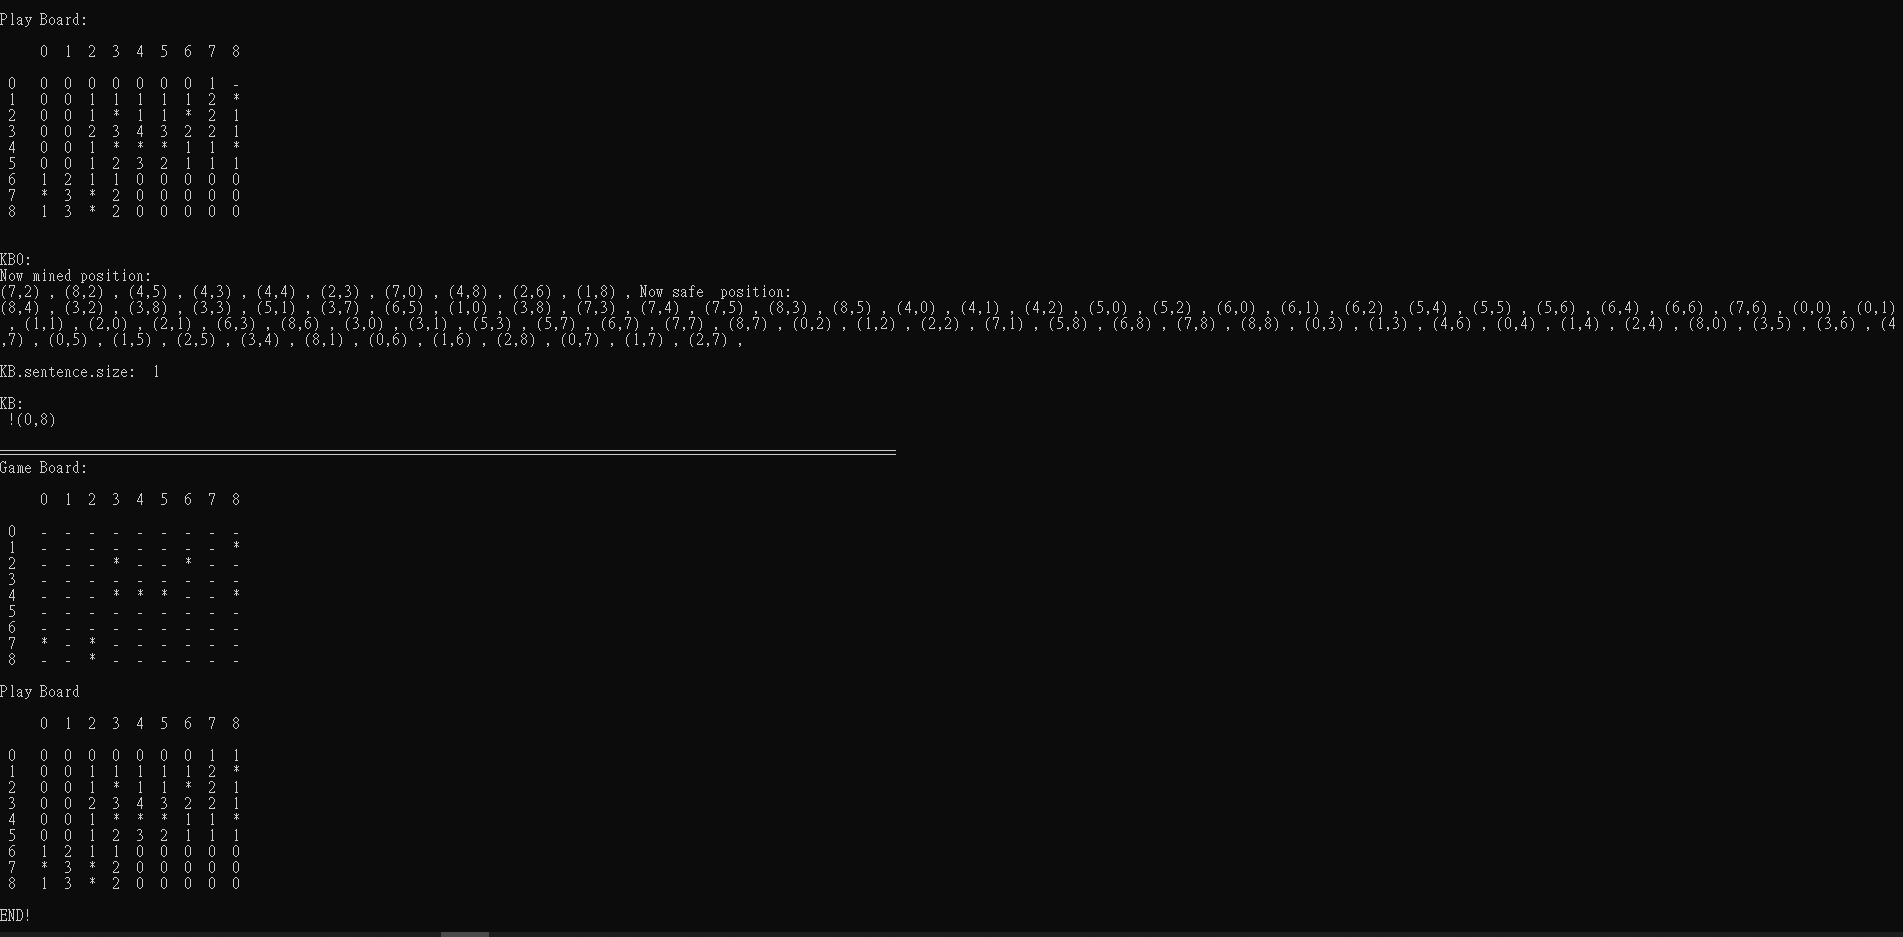 Play Board:
0 1 2 3 4 5 6 7 8
0 0 0 0 0 0 0 0 1 -
1 0 0 1 1 1 1 1 2 *
2 0 0 1 * 1 1 * 2 1
3 0 0 2 3 4 3 2 2 1
4 0 0 1 * * * 1 1 *
5 0 0 1 2 3 2 1 1 1
6 1 2 1 1 0 0 0 0 0
7 * 3 * 2 0 0 0 0 0
8 1 3 * 2 0 0 0 0 0
KB0:
Now mined position:
(7,2) , (8,2) , (4,5) , (4,3) , (4,4) , (2,3) , (7,0) , (4,8) , (2,6) , (1,8) , Now safe  position:
(8,4) , (3,2) , (3,8) , (3,3) , (5,1) , (3,7) , (6,5) , (1,0) , (3,8) , (7,3) , (7,4) , (7,5) , (8,3) , (8,5) , (4,0) , (4,1) , (4,2) , (5,0) , (5,2) , (6,0) , (6,1) , (6,2) , (5,4) , (5,5) , (5,6) , (6,4) , (6,6) , (7,6) , (0,0) , (0,1)
, (1,1) , (2,0) , (2,1) , (6,3) , (8,6) , (3,0) , (3,1) , (5,3) , (5,7) , (6,7) , (7,7) , (8,7) , (0,2) , (1,2) , (2,2) , (7,1) , (5,8) , (6,8) , (7,8) , (8,8) , (0,3) , (1,3) , (4,6) , (0,4) , (1,4) , (2,4) , (8,0) , (3,5) , (3,6) , (4
,7) , (0,5) , (1,5) , (2,5) , (3,4) , (8,1) , (0,6) , (1,6) , (2,8) , (0,7) , (1,7) , (2,7) ,
KB.sentence.size:  1
KB:
!(0,8)
Game Board:
0 1 2 3 4 5 6 7 8
0 - - - - - - - - -
1 - - - - - - - - *
2 - - - * - - * - -
3 - - - - - - - - -
4 - - - * * * - - *
5 - - - - - - - - -
6 - - - - - - - - -
7 * - * - - - - - -
8 - - * - - - - - -
Play Board
0 1 2 3 4 5 6 7 8
0 0 0 0 0 0 0 0 1 1
1 0 0 1 1 1 1 1 2 *
2 0 0 1 * 1 1 * 2 1
3 0 0 2 3 4 3 2 2 1
4 0 0 1 * * * 1 1 *
5 0 0 1 2 3 2 1 1 1
6 1 2 1 1 0 0 0 0 0
7 * 3 * 2 0 0 0 0 0
8 1 3 * 2 0 0 0 0 0
END!